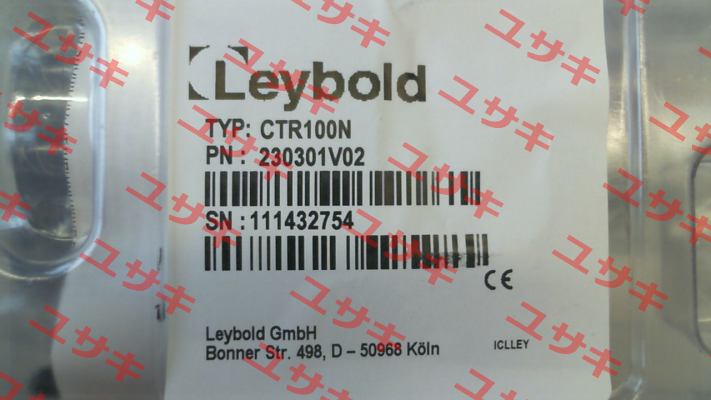 Leybold
TYP: CTR100N
PN : 230301V02
SN : 111432754
CE
Leybold GmbH
Bonner Str. 498, D – 50968 Köln
ICLLEY
ユサキ